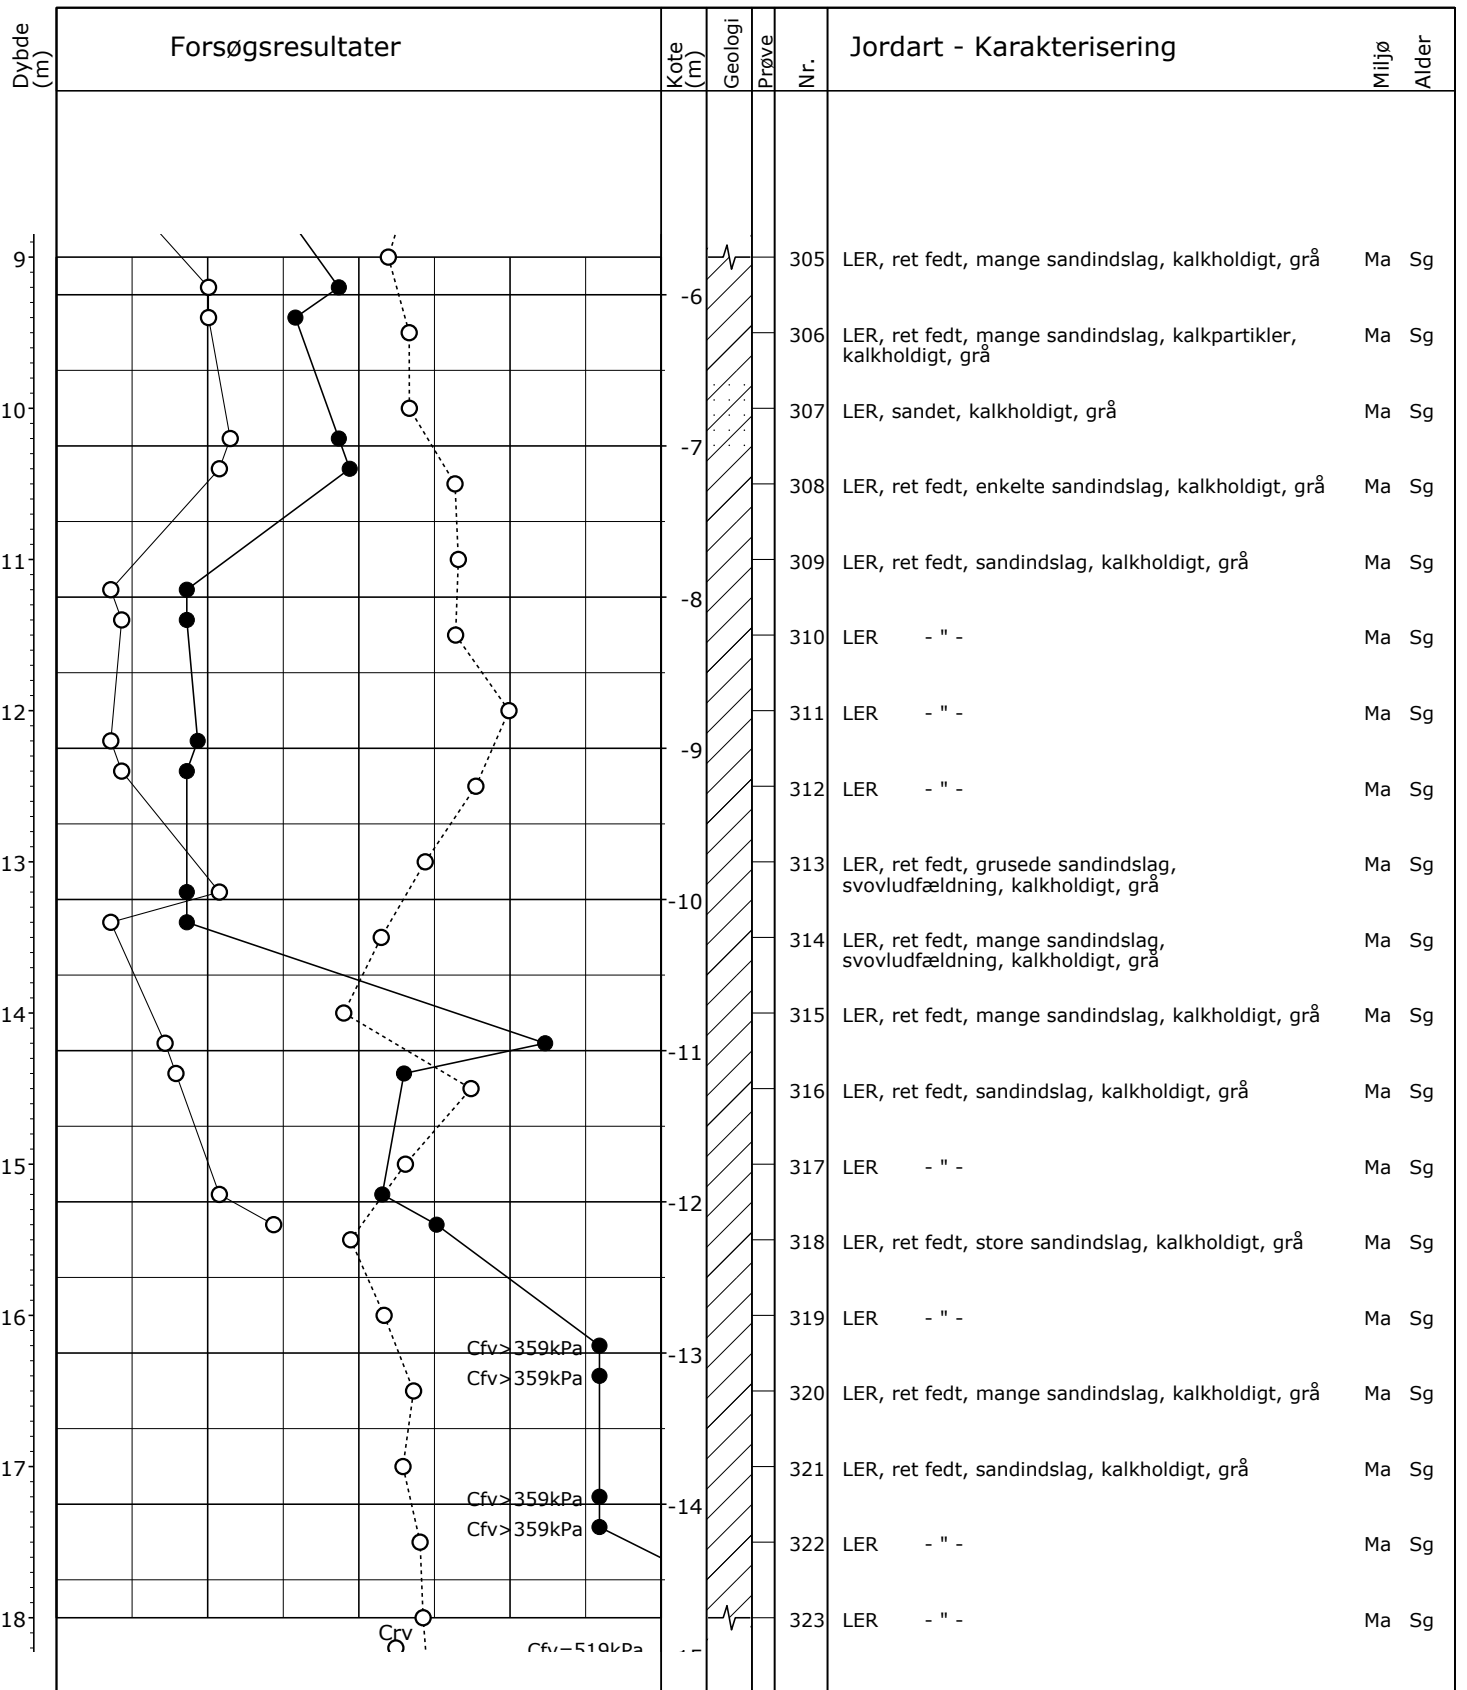 Dybde
(m)
Forsøgsresultater
Kote
(m)
Geologi
Prøve
Nr.
Jordart - Karakterisering
Miljø
Alder
9
305 LER, ret fedt, mange sandindslag, kalkholdigt, grå Ma Sg
-6
306 LER, ret fedt, mange sandindslag, kalkpartikler, Ma Sg
kalkholdigt, grå
10
307 LER, sandet, kalkholdigt, grå Ma Sg
-7
308 LER, ret fedt, enkelte sandindslag, kalkholdigt, grå Ma Sg
11
309 LER, ret fedt, sandindslag, kalkholdigt, grå Ma Sg
-8
310 LER - " - Ma Sg
12
311 LER - " - Ma Sg
-9
312 LER - " - Ma Sg
13
313 LER, ret fedt, grusede sandindslag, Ma Sg
svovludfældning, kalkholdigt, grå
-10
314 LER, ret fedt, mange sandindslag, Ma Sg
svovludfældning, kalkholdigt, grå
14
315 LER, ret fedt, mange sandindslag, kalkholdigt, grå Ma Sg
-11
316 LER, ret fedt, sandindslag, kalkholdigt, grå Ma Sg
15
317 LER - " - Ma Sg
-12
318 LER, ret fedt, store sandindslag, kalkholdigt, grå Ma Sg
16
319 LER - " - Ma Sg
Cfv>359kPa
-13
Cfv>359kPa
320 LER, ret fedt, mange sandindslag, kalkholdigt, grå Ma Sg
17
321 LER, ret fedt, sandindslag, kalkholdigt, grå Ma Sg
Cfv>359kPa
-14
Cfv>359kPa
322 LER - " - Ma Sg
18
323 LER - " - Ma Sg
Crv
Cfv=519kPa